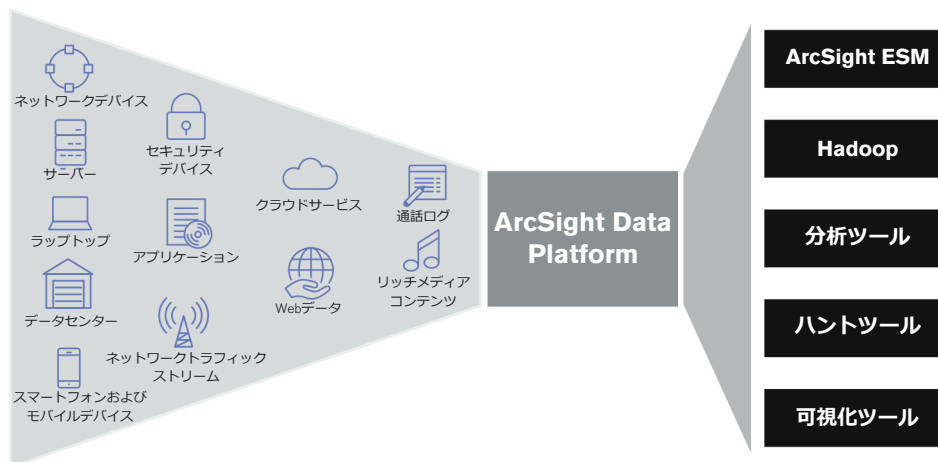 ネットワークデバイス
サーバー
ラップトップ
データセンター
スマートフォンおよび
モバイルデバイス
セキュリティ
デバイス
アプリケーション
ネットワークトラフィック
ストリーム
クラウドサービス
Webデータ
通話ログ
リッチメディア
コンテンツ
ArcSight Data
Platform
ArcSight ESM
Hadoop
分析ツール
ハントツール
可視化ツール